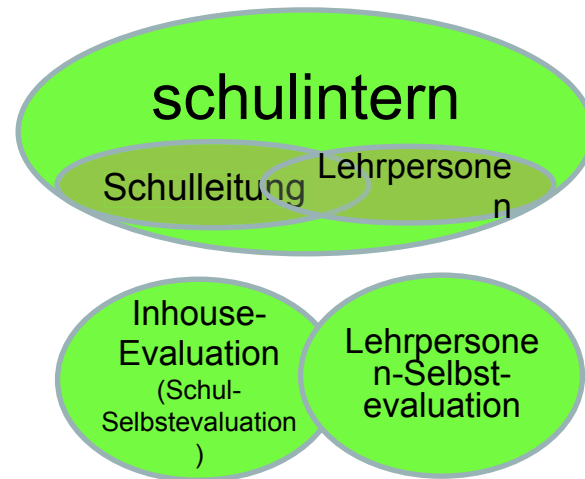 schulintern
Schulleitung
Lehrpersone
n
Inhouse-
Evaluation
(Schul-
Selbstevaluation
)
Lehrpersone
n-Selbst-
evaluation